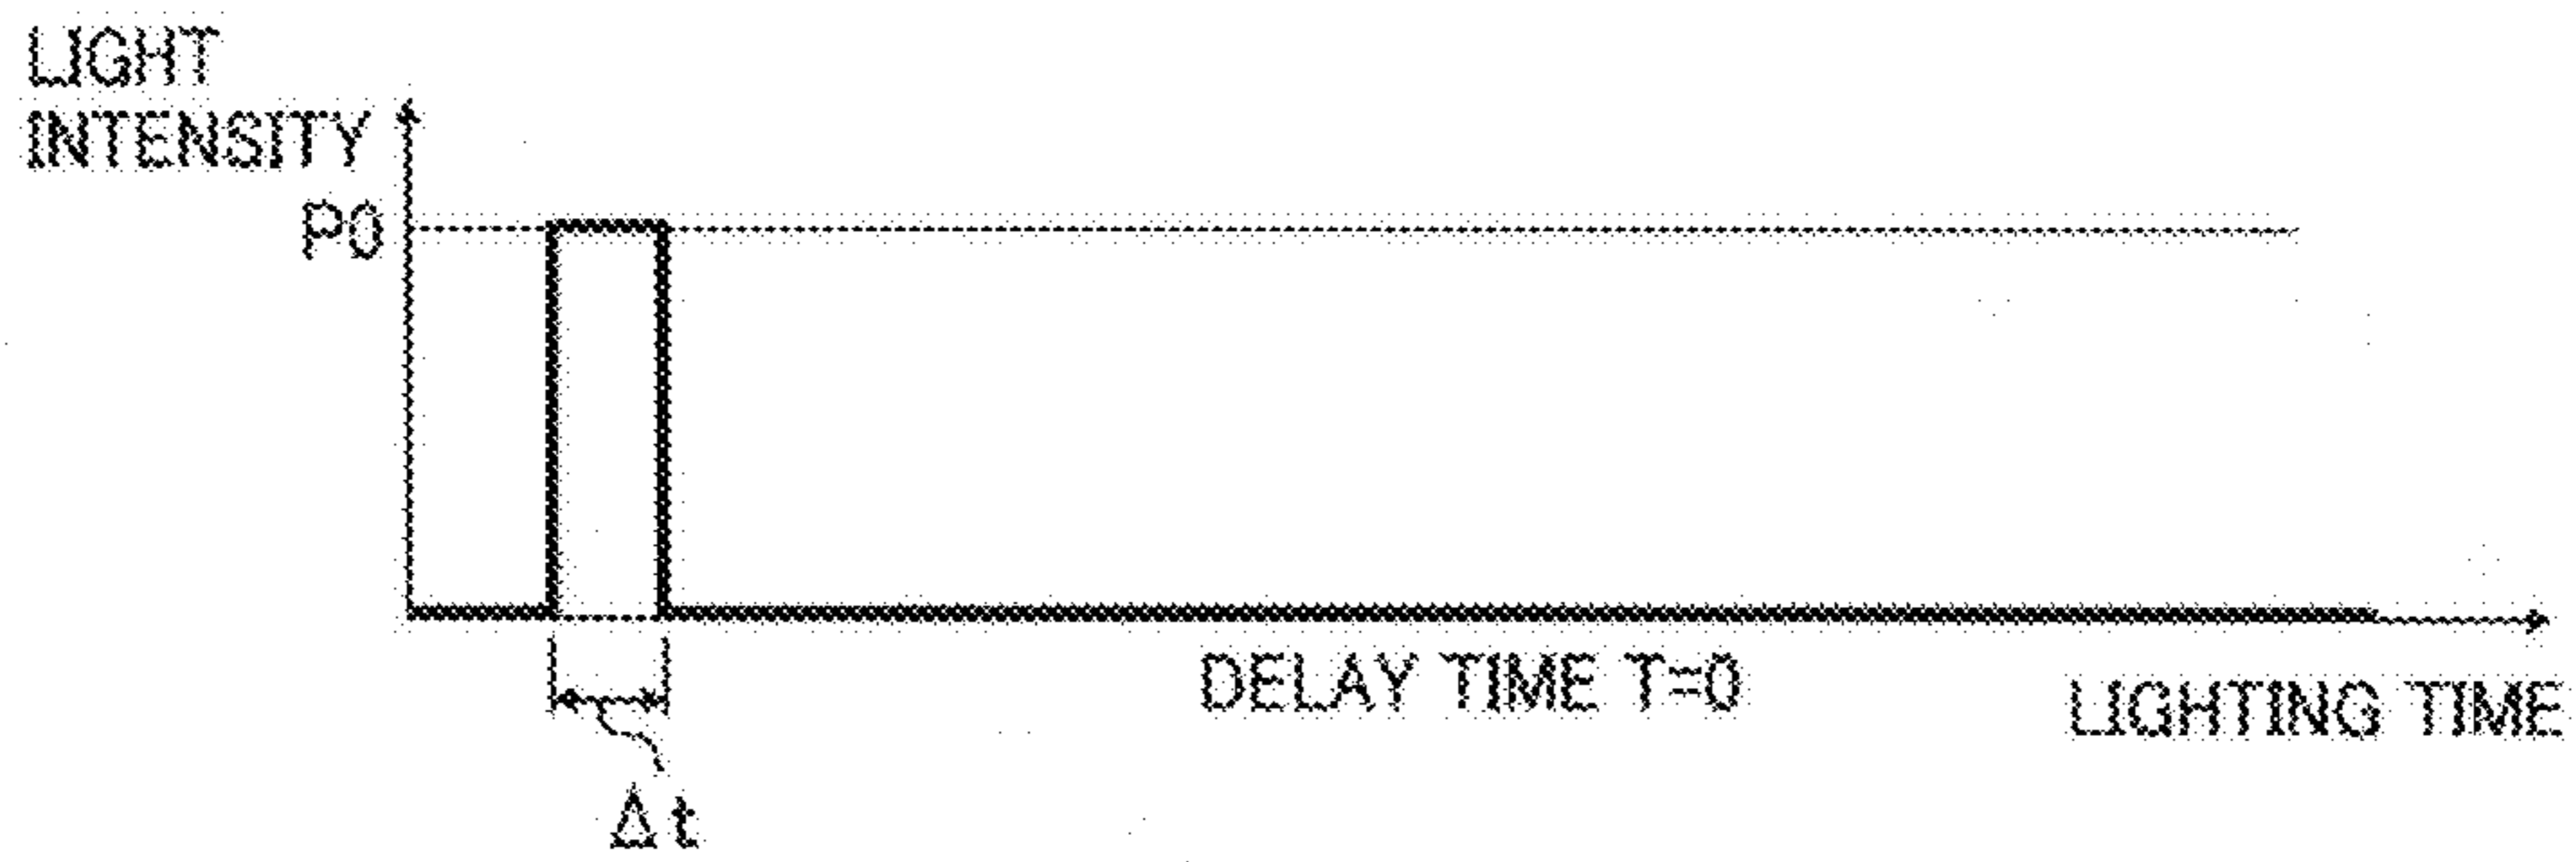 LIGHT
INTENSITY
P0
DELAY TIME T=0
LIGHTING TIME
Δt